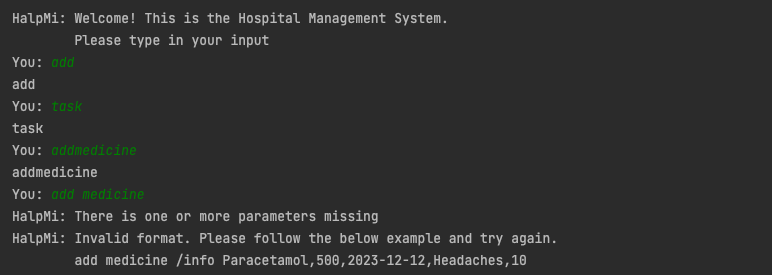 HalpMi: Welcome! This is the Hospital Management System.
Please type in your input
You: add
add
You: task
task
You: addmedicine
addmedicine
You: add medicine
HalpMi: There is one or more parameters missing
HalpMi: Invalid format. Please follow the below example and try again.
add medicine /info Paracetamol,500,2023-12-12,Headaches,10